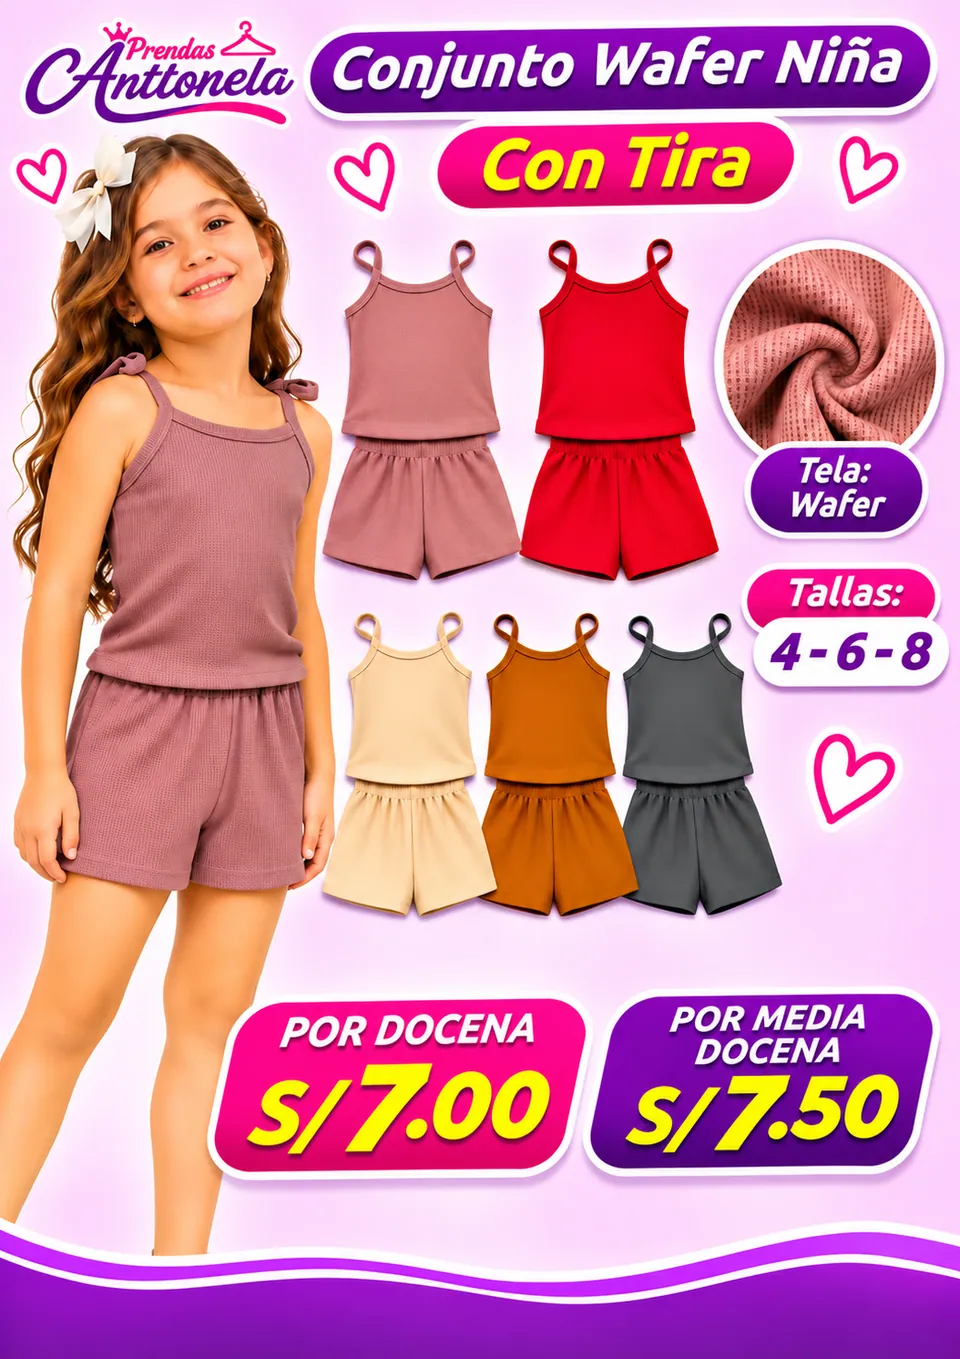 Prendas
Anttonela
Conjunto Wafer Niña
Con Tira
Tela:
Wafer
Tallas:
4 - 6 - 8
POR DOCENA
S/7.00
POR MEDIA
DOCENA
S/7.50